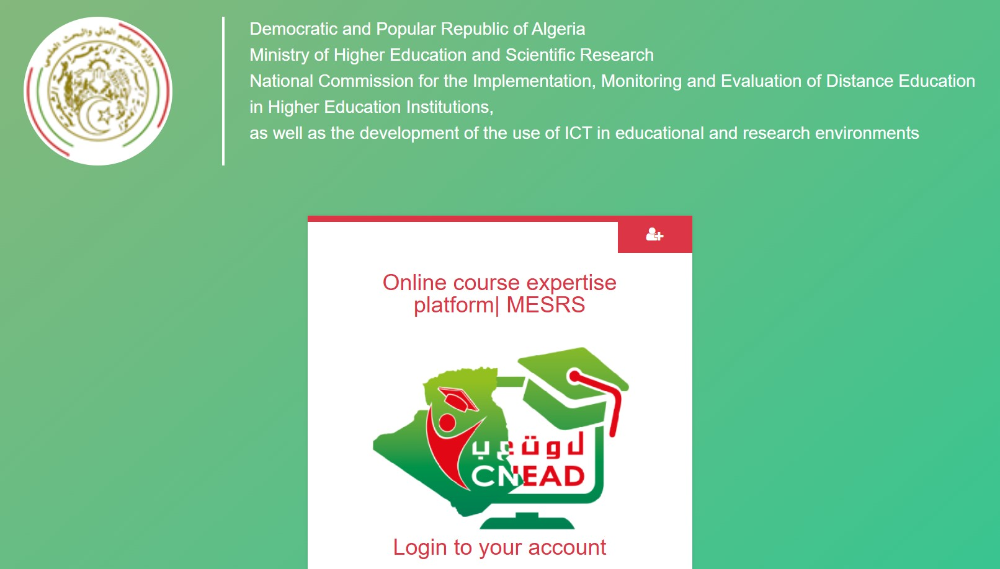 Democratic and Popular Republic of Algeria
Ministry of Higher Education and Scientific Research
National Commission for the Implementation, Monitoring and Evaluation of Distance Education
in Higher Education Institutions,
as well as the development of the use of ICT in educational and research environments
وزارة التعليم العالي والبحث العلمي
Online course expertise
platform| MESRS
لوتعب
CNEAD
Login to your account